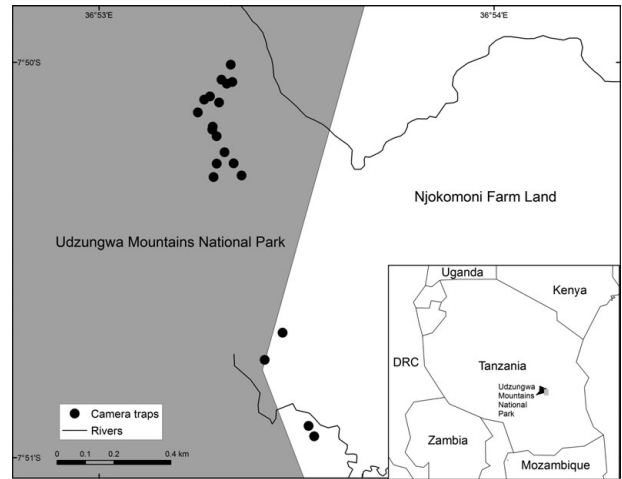 36°53'E
36°54'E
7°50'S
Njokomoni Farm Land
Udzungwa Mountains National Park
Uganda
Kenya
DRC
Tanzania
Udzungwa
Mountains
National
Park
Zambia
Mozambique
Camera traps
Rivers
0
0.1
0.2
0.4 km
7°51'S